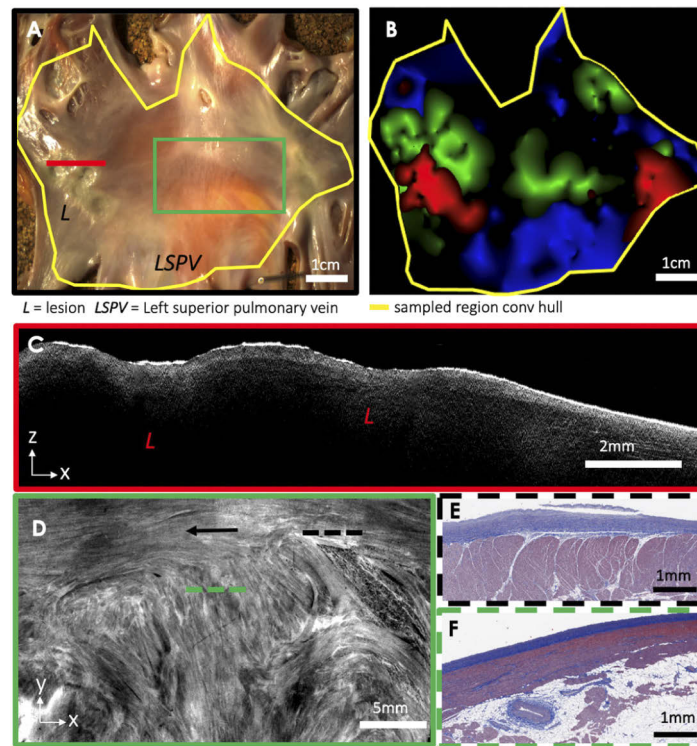 A
L
LSPV
1cm
B
1cm
L = lesion LSPV = Left superior pulmonary vein
sampled region conv hull
C
L
L
Z
X
2mm
D
y
X
5mm
E
1mm
F
1mm